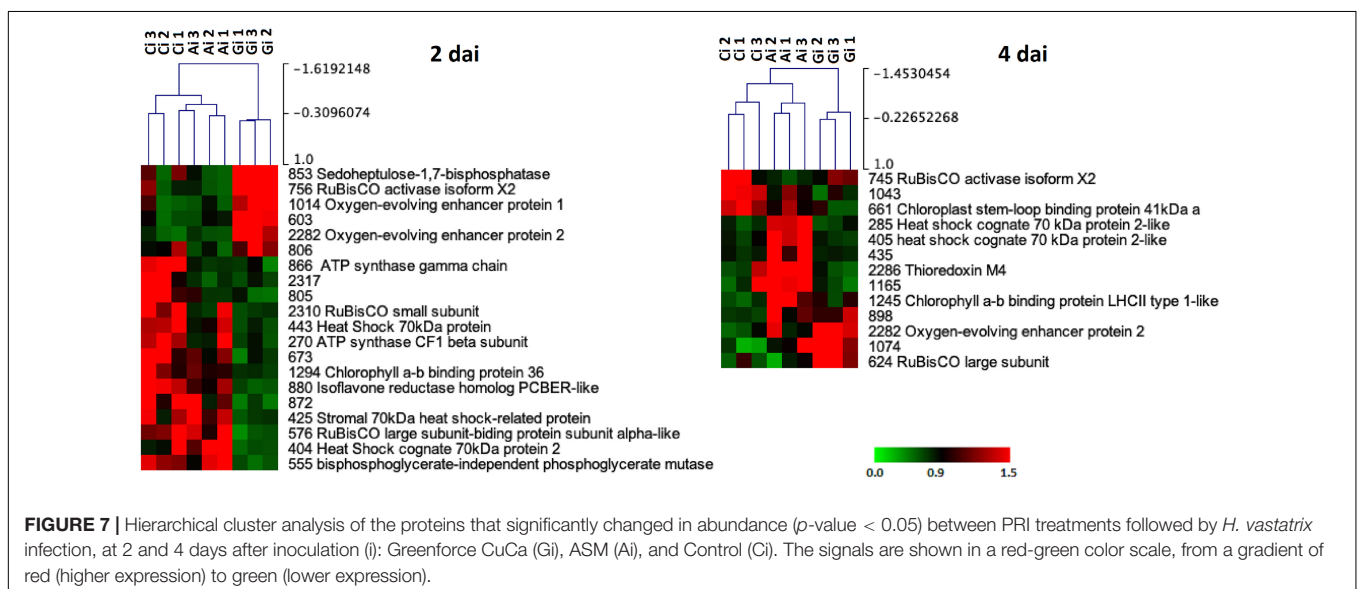 Ci 3
Ci 2
Ci 1
Ai 3
Ai 2
Ai 1
Gi 1
Gi 3
Gi 2
2 dai
-1.6192148
-0.3096074
1.0
853 Sedoheptulose-1,7-bisphosphatase
756 RuBisCO activase isoform X2
1014 Oxygen-evolving enhancer protein 1
603
2282 Oxygen-evolving enhancer protein 2
806
866 ATP synthase gamma chain
2317
805
2310 RuBisCO small subunit
443 Heat Shock 70kDa protein
270 ATP synthase CF1 beta subunit
673
1294 Chlorophyll a-b binding protein 36
880 Isoflavone reductase homolog PCBER-like
872
425 Stromal 70kDa heat shock-related protein
576 RuBisCO large subunit-biding protein subunit alpha-like
404 Heat Shock cognate 70kDa protein 2
555 bisphosphoglycerate-independent phosphoglycerate mutase
Ci 2
Ci 1
Ci 3
Ai 2
Ai 1
Ai 3
Gi 2
Gi 3
Gi 1
4 dai
-1.4530454
-0.22652268
1.0
745 RuBisCO activase isoform X2
1043
661 Chloroplast stem-loop binding protein 41kDa a
285 Heat shock cognate 70 kDa protein 2-like
405 heat shock cognate 70 kDa protein 2-like
435
2286 Thioredoxin M4
1165
1245 Chlorophyll a-b binding protein LHCII type 1-like
898
2282 Oxygen-evolving enhancer protein 2
1074
624 RuBisCO large subunit
0.0 0.9 1.5
FIGURE 7 | Hierarchical cluster analysis of the proteins that significantly changed in abundance (p-value < 0.05) between PRI treatments followed by H. vastatrix
infection, at 2 and 4 days after inoculation (i): Greenforce CuCa (Gi), ASM (Ai), and Control (Ci). The signals are shown in a red-green color scale, from a gradient of
red (higher expression) to green (lower expression).